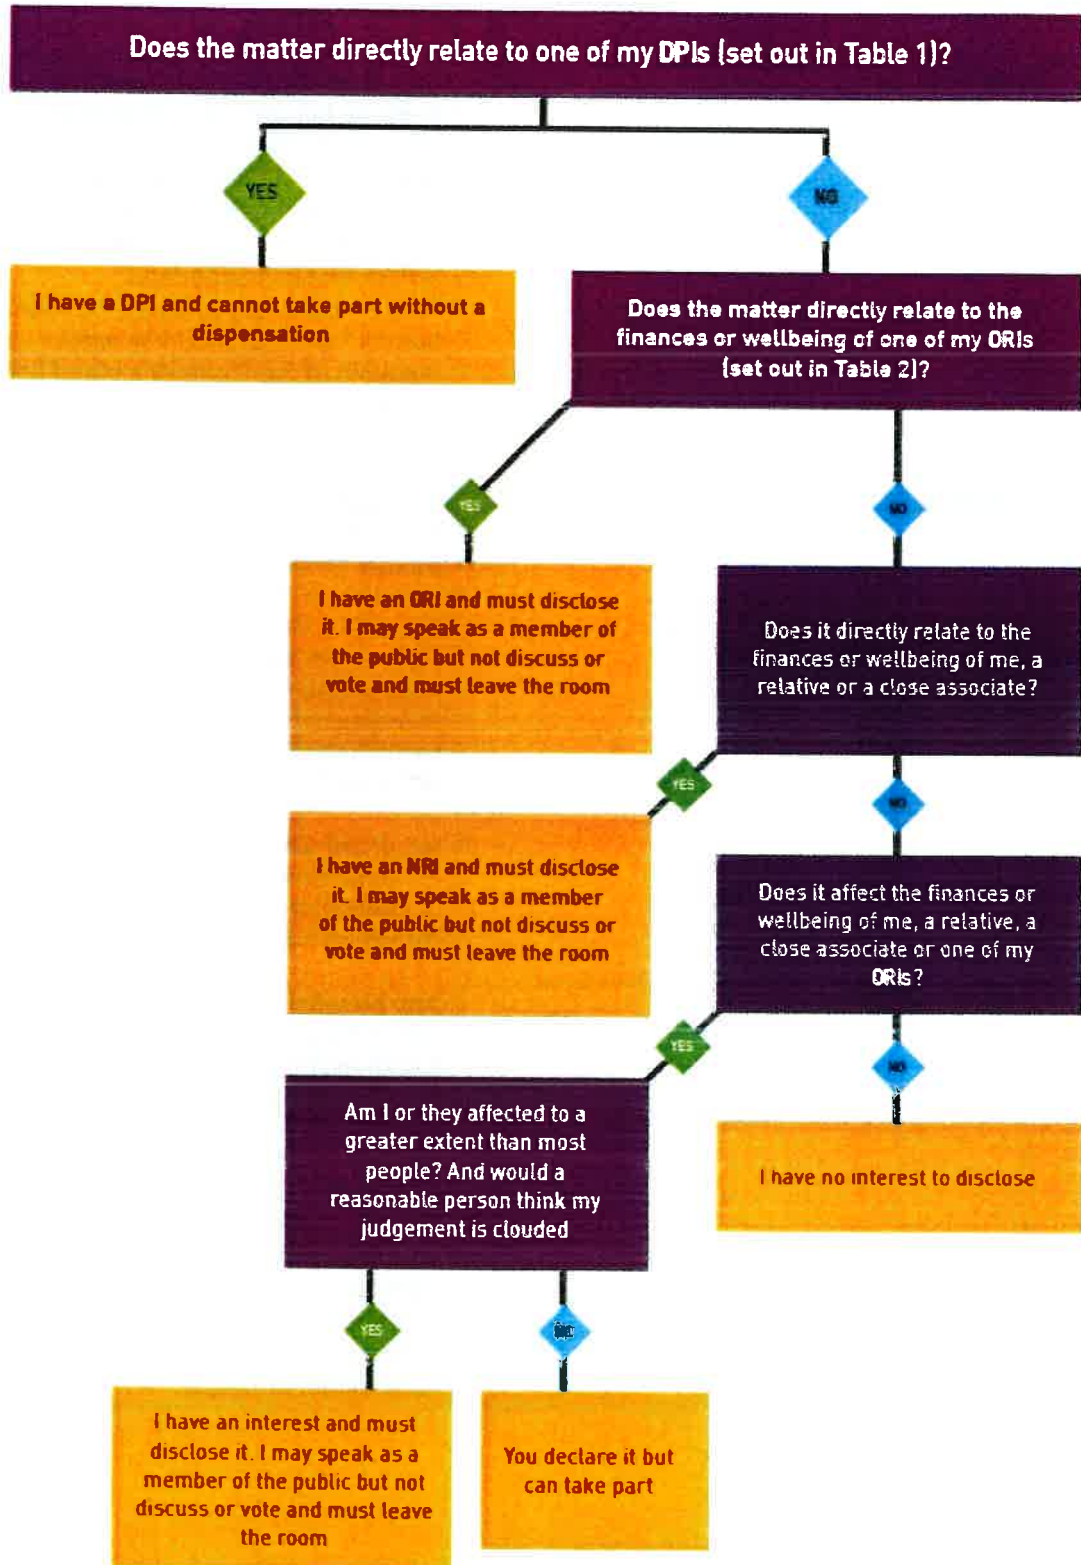 Does the matter directly relate to one of my DPIs (set out in Table 1)?
YES
NO
I have a DPI and cannot take part without a
dispensation
Does the matter directly relate to the
finances or wellbeing of one of my ORIs
(set out in Table 2)?
YES
NO
I have an ORI and must disclose
it. I may speak as a member of
the public but not discuss or
vote and must leave the room
Does it directly relate to the
finances or wellbeing of me, a
relative or a close associate?
YES
NO
I have an NRI and must disclose
it. I may speak as a member
of the public but not discuss or
vote and must leave the room
Does it affect the finances or
wellbeing of me, a relative, a
close associate or one of my
ORIs?
YES
NO
Am I or they affected to a
greater extent than most
people? And would a
reasonable person think my
judgement is clouded
I have no interest to disclose
YES
I have an interest and must
disclose it. I may speak as a
member of the public but not
discuss or vote and must leave
the room
You declare it but
can take part